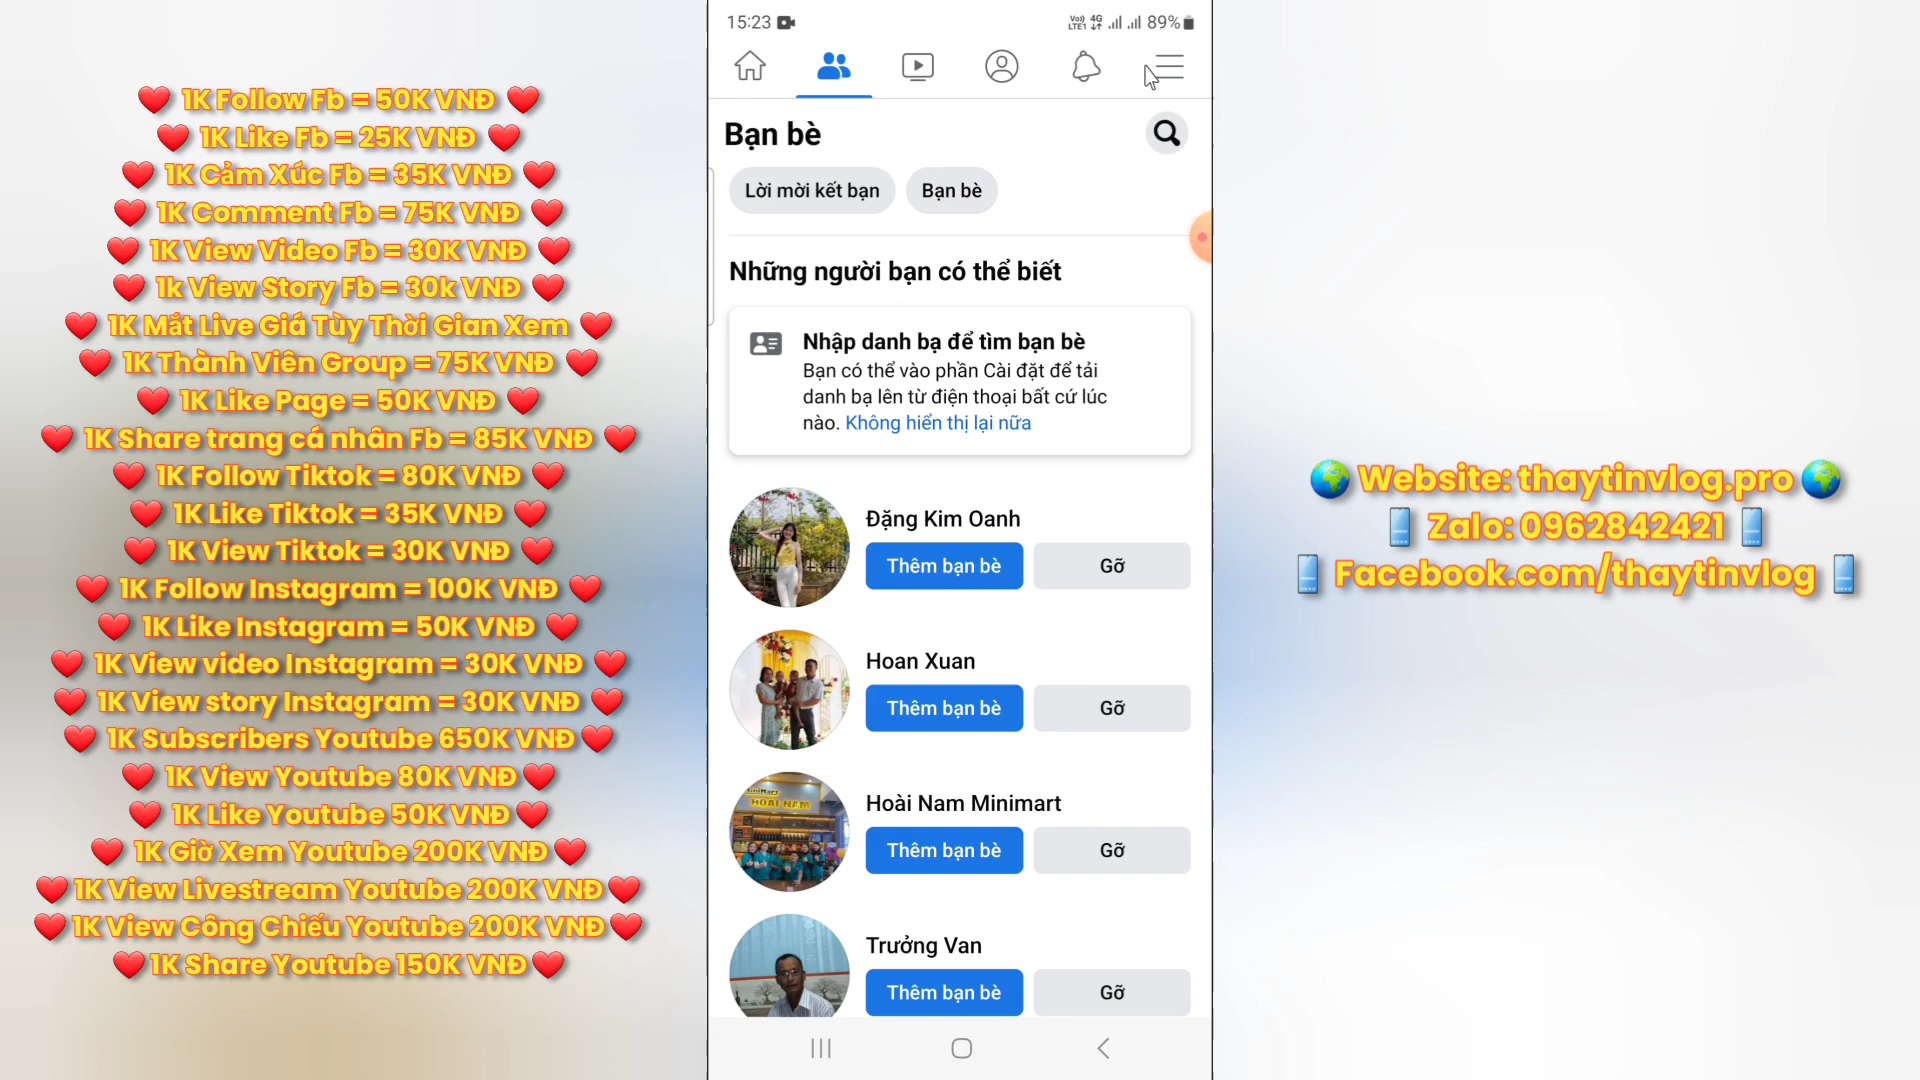 1K Follow Fb = 50K VNĐ
1K Like Fb = 25K VNĐ
1K Cảm Xúc Fb = 35K VNĐ
1K Comment Fb = 75K VNĐ
1K View Video Fb = 30K VNĐ
1k View Story Fb = 30k VNĐ
1K Mắt Live Giá Tùy Thời Gian Xem
1K Thành Viên Group = 75K VNĐ
1K Like Page = 50K VNĐ
1K Share trang cá nhân Fb = 85K VNĐ
1K Follow Tiktok = 80K VNĐ
1K Like Tiktok = 35K VNĐ
1K View Tiktok = 30K VNĐ
1K Follow Instagram = 100K VNĐ
1K Like Instagram = 50K VNĐ
1K View video Instagram = 30K VNĐ
1K View story Instagram = 30K VNĐ
1K Subscribers Youtube 650K VNĐ
1K View Youtube 80K VNĐ
1K Like Youtube 50K VNĐ
1K Giờ Xem Youtube 200K VNĐ
1K View Livestream Youtube 200K VNĐ
1K View Công Chiếu Youtube 200K VNĐ
1K Share Youtube 150K VNĐ
15:23 Vo)) LTE1 4G 89%
Bạn bè
Lời mời kết bạn Bạn bè
Những người bạn có thể biết
Nhập danh bạ để tìm bạn bè
Bạn có thể vào phần Cài đặt để tải
danh bạ lên từ điện thoại bất cứ lúc
nào. Không hiển thị lại nữa
Đặng Kim Oanh
Thêm bạn bè Gỡ
Hoan Xuan
Thêm bạn bè Gỡ
HOAI NAM
Hoài Nam Minimart
Thêm bạn bè Gỡ
Trưởng Van
Thêm bạn bè Gỡ
Website: thaytinvlog.pro
Zalo: 0962842421
Facebook.com/thaytinvlog